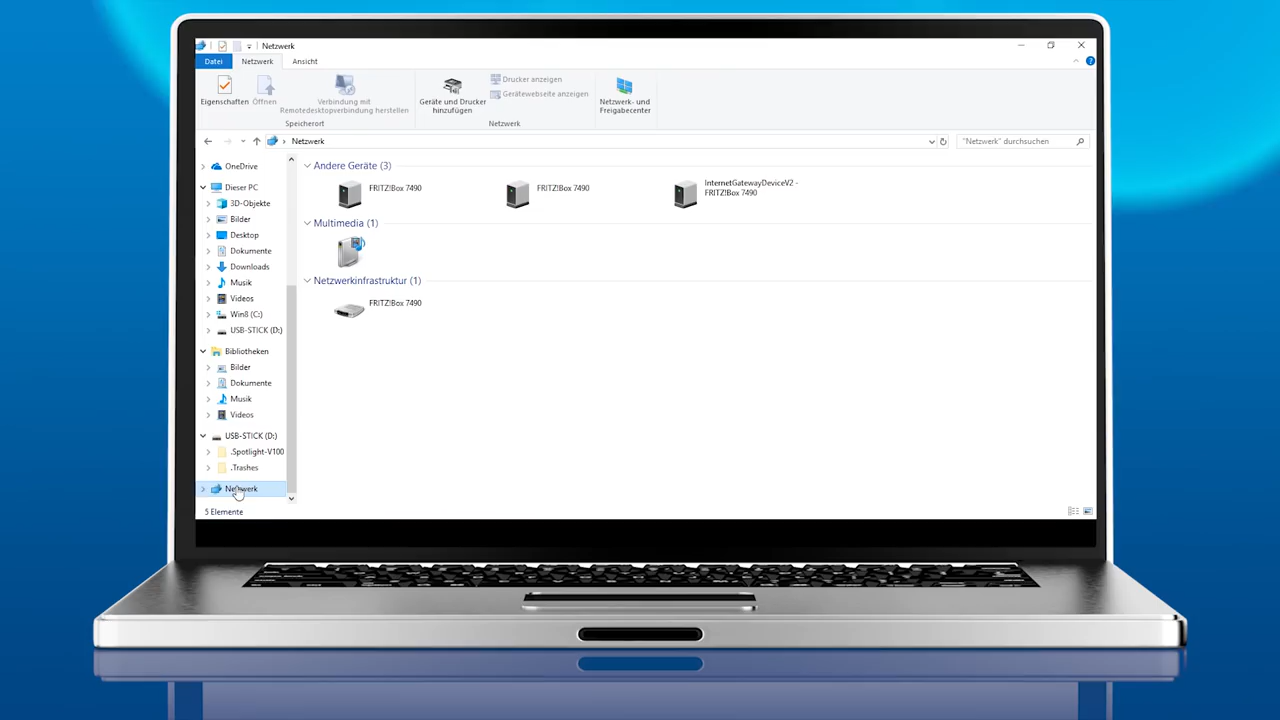 Netzwerk
Datei
Netzwerk
Ansicht
Eigenschaften
Öffnen
Verbindung mit
Remotedesktopverbindung herstellen
Geräte und Drucker
hinzufügen
Drucker anzeigen
Gerätewebseite anzeigen
Netzwerk- und
Freigabecenter
Speicherort
Netzwerk
Netzwerk
"Netzwerk" durchsuchen
OneDrive
Dieser PC
3D-Objekte
Bilder
Desktop
Dokumente
Downloads
Musik
Videos
Win8 (C:)
USB-STICK (D:)
Bibliotheken
Bilder
Dokumente
Musik
Videos
USB-STICK (D:)
.Spotlight-V100
.Trashes
Netzwerk
5 Elemente
Andere Geräte (3)
FRITZ!Box 7490
FRITZ!Box 7490
InternetGatewayDeviceV2 -
FRITZ!Box 7490
Multimedia (1)
Netzwerkinfrastruktur (1)
FRITZ!Box 7490